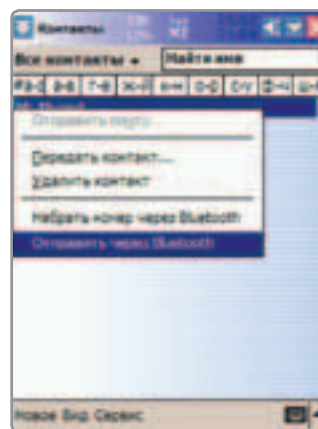 Контакты
Все контакты Найти имя
Отправить почту
Передать контакт...
Удалить контакт
Набрать номер через Bluetooth
Отправить через Bluetooth
Новое Вид Сервис